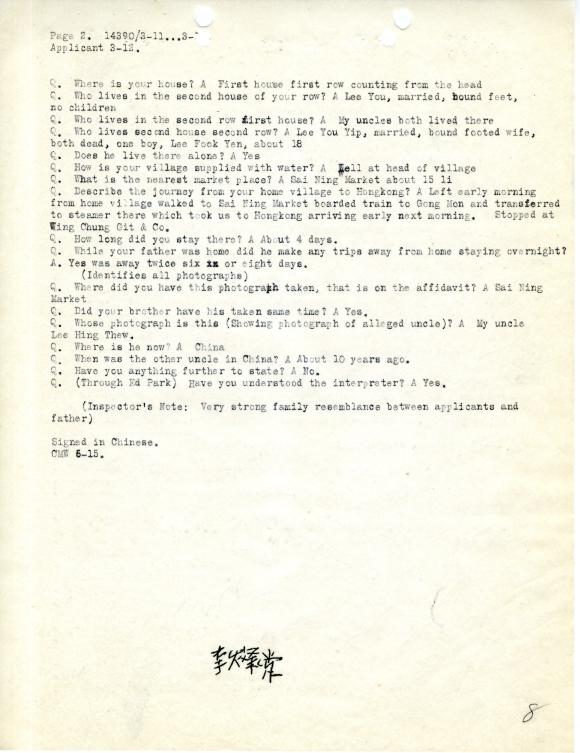 Page 2. 14390/3-11...3-
Applicant 3-12.
Q. Where is your house? A First house first row counting from the head
Q. Who lives in the second house of your row? A Lee You, married, bound feet,
no children
Q. Who lives in the second row first house? A My uncles both lived there
Q. Who lives second house second row? A Lee You Yip, married, bound footed wife,
both dead, one boy, Lee Fock Yen, about 18
Q. Does he live there alone? A Yes
Q. How is your village supplied with water? A Well at head of village
Q. What is the nearest market place? A Sai Ning Market about 15 li
Q. Describe the journey from your home village to Hongkong? A Left early morning
from home village walked to Sai Ning Market boarded train to Gong Mon and transferred
to steamer there which took us to Hongkong arriving early next morning. Stopped at
Wing Chung Git & Co.
Q. How long did you stay there? A About 4 days.
Q. While your father was home did he make any trips away from home staying overnight?
A. Yes was away twice six xx or eight days.
(Identifies all photographs)
Q. Where did you have this photograph taken, that is on the affidavit? A Sai Ning
Market
Q. Did your brother have his taken same time? A Yes.
Q. Whose photograph is this (Showing photograph of alleged uncle)? A My uncle
Lee Hing Thew.
Q. Where is he now? A China
Q. When was the other uncle in China? A About 10 years ago.
Q. Have you anything further to state? A No.
Q. (Through Ed Park) Have you understood the interpreter? A Yes.
(Inspector's Note: Very strong family resemblance between applicants and
father)
Signed in Chinese.
CMW 6-15.
李
8